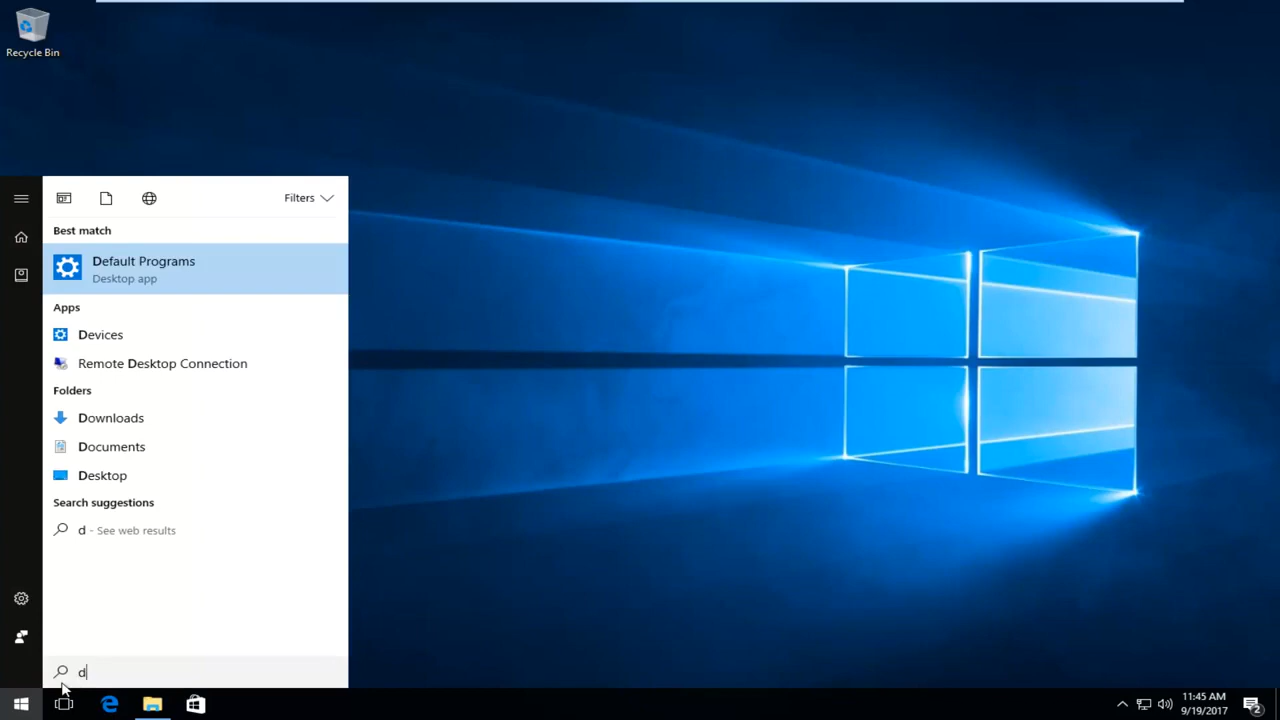 Recycle Bin
Filters
Best match
Default Programs
Desktop app
Apps
Devices
Remote Desktop Connection
Folders
Downloads
Documents
Desktop
Search suggestions
d - See web results
d
11:45 AM
9/19/2017
2